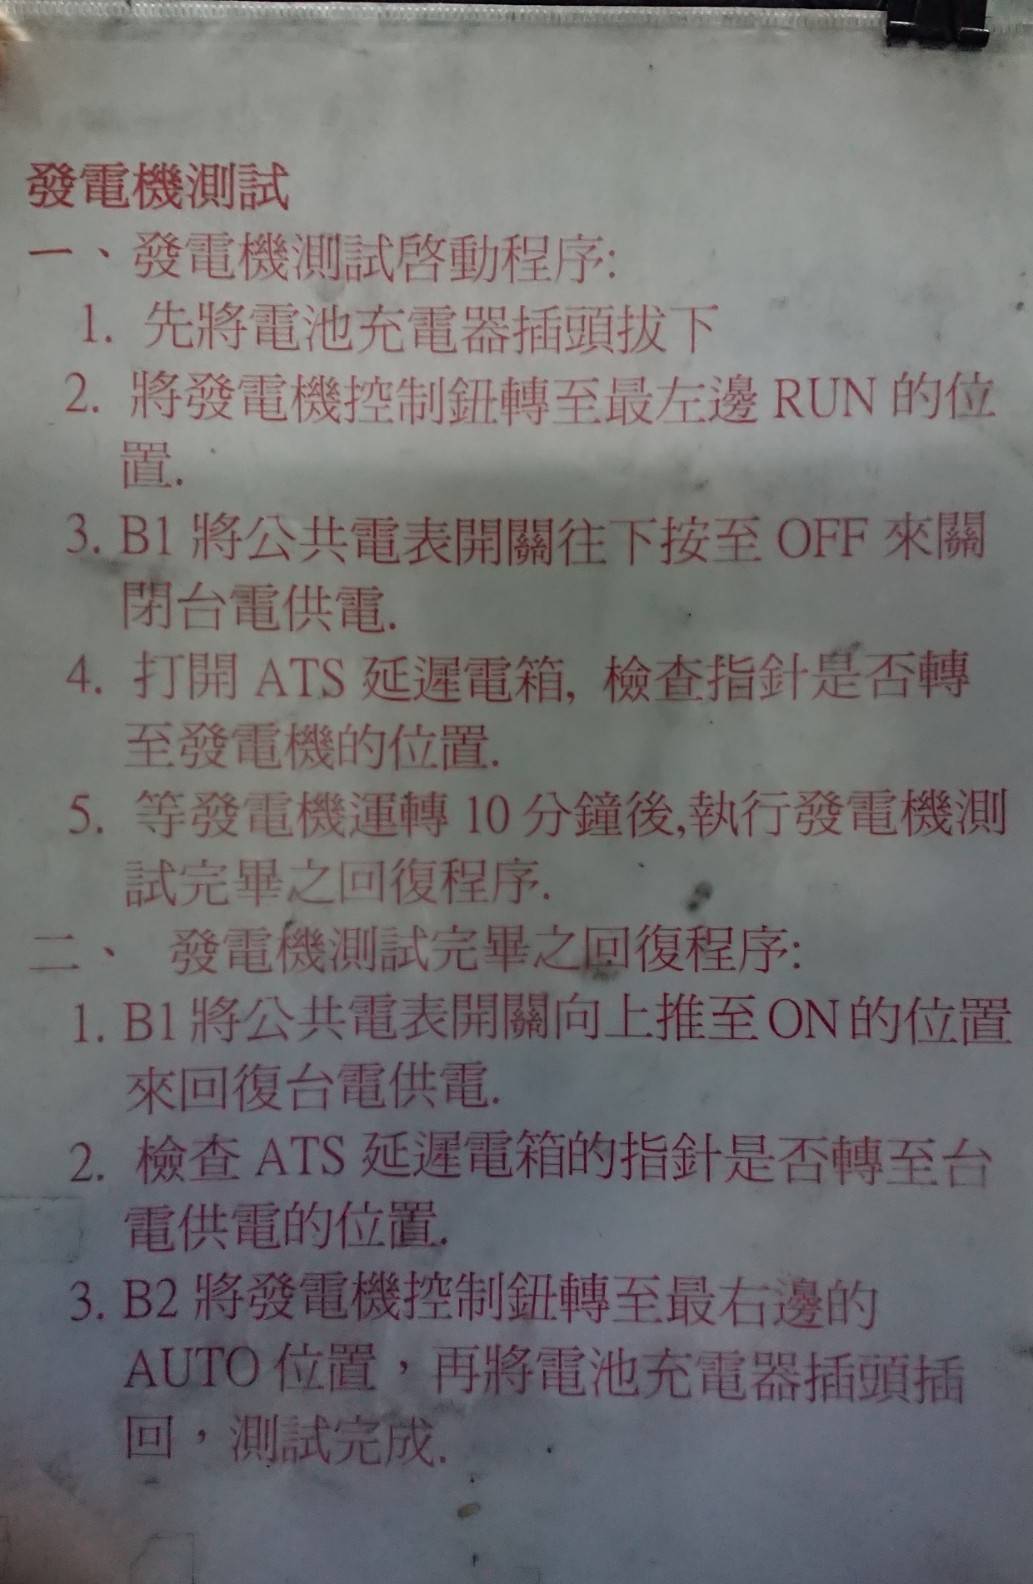 發電機測試
一、發電機測試啓動程序:
1. 先將電池充電器插頭拔下
2. 將發電機控制鈕轉至最左邊 RUN 的位
置.
3. B1 將公共電表開關往下按至 OFF 來關
閉台電供電.
4. 打開 ATS 延遲電箱, 檢查指針是否轉
至發電機的位置.
5. 等發電機運轉 10 分鐘後,執行發電機測
試完畢之回復程序.
二、 發電機測試完畢之回復程序:
1. B1 將公共電表開關向上推至 ON 的位置
來回復台電供電.
2. 檢查 ATS 延遲電箱的指針是否轉至台
電供電的位置.
3. B2 將發電機控制鈕轉至最右邊的
AUTO 位置，再將電池充電器插頭插
回，測試完成.